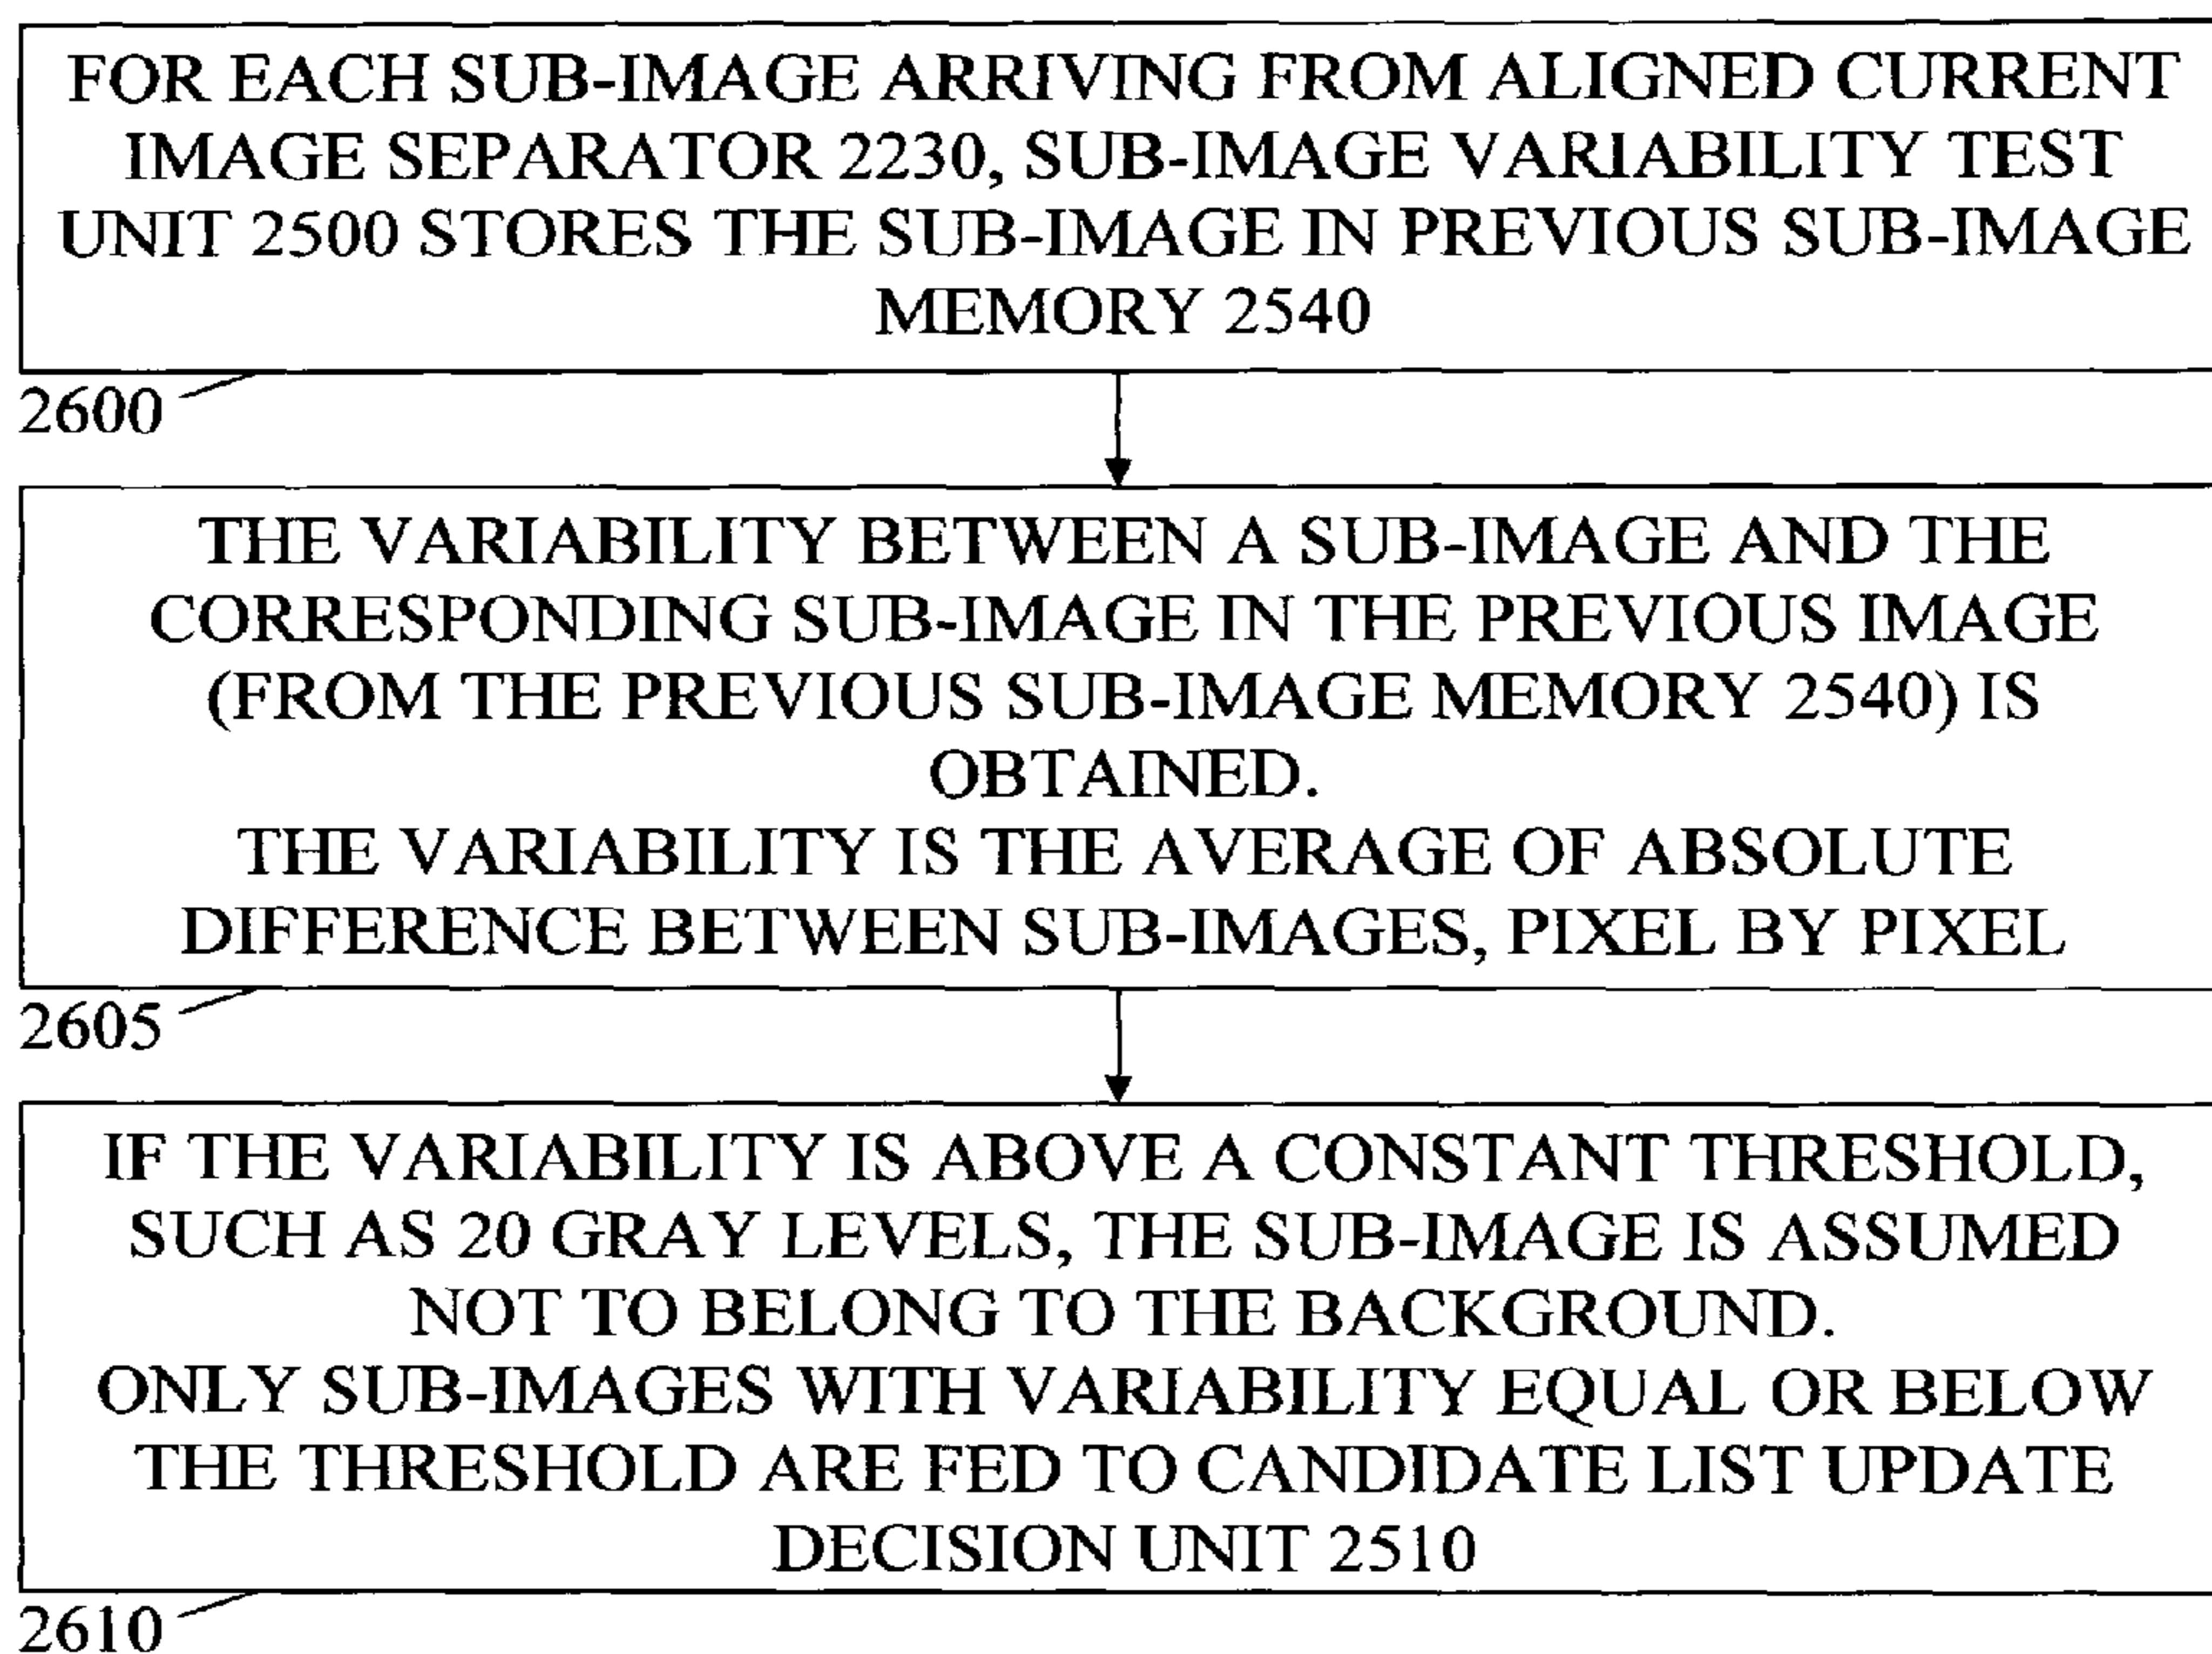 FOR EACH SUB-IMAGE ARRIVING FROM ALIGNED CURRENT
IMAGE SEPARATOR 2230, SUB-IMAGE VARIABILITY TEST
UNIT 2500 STORES THE SUB-IMAGE IN PREVIOUS SUB-IMAGE
MEMORY 2540
2600
THE VARIABILITY BETWEEN A SUB-IMAGE AND THE
CORRESPONDING SUB-IMAGE IN THE PREVIOUS IMAGE
(FROM THE PREVIOUS SUB-IMAGE MEMORY 2540) IS
OBTAINED.
THE VARIABILITY IS THE AVERAGE OF ABSOLUTE
DIFFERENCE BETWEEN SUB-IMAGES, PIXEL BY PIXEL
2605
IF THE VARIABILITY IS ABOVE A CONSTANT THRESHOLD,
SUCH AS 20 GRAY LEVELS, THE SUB-IMAGE IS ASSUMED
NOT TO BELONG TO THE BACKGROUND.
ONLY SUB-IMAGES WITH VARIABILITY EQUAL OR BELOW
THE THRESHOLD ARE FED TO CANDIDATE LIST UPDATE
DECISION UNIT 2510
2610